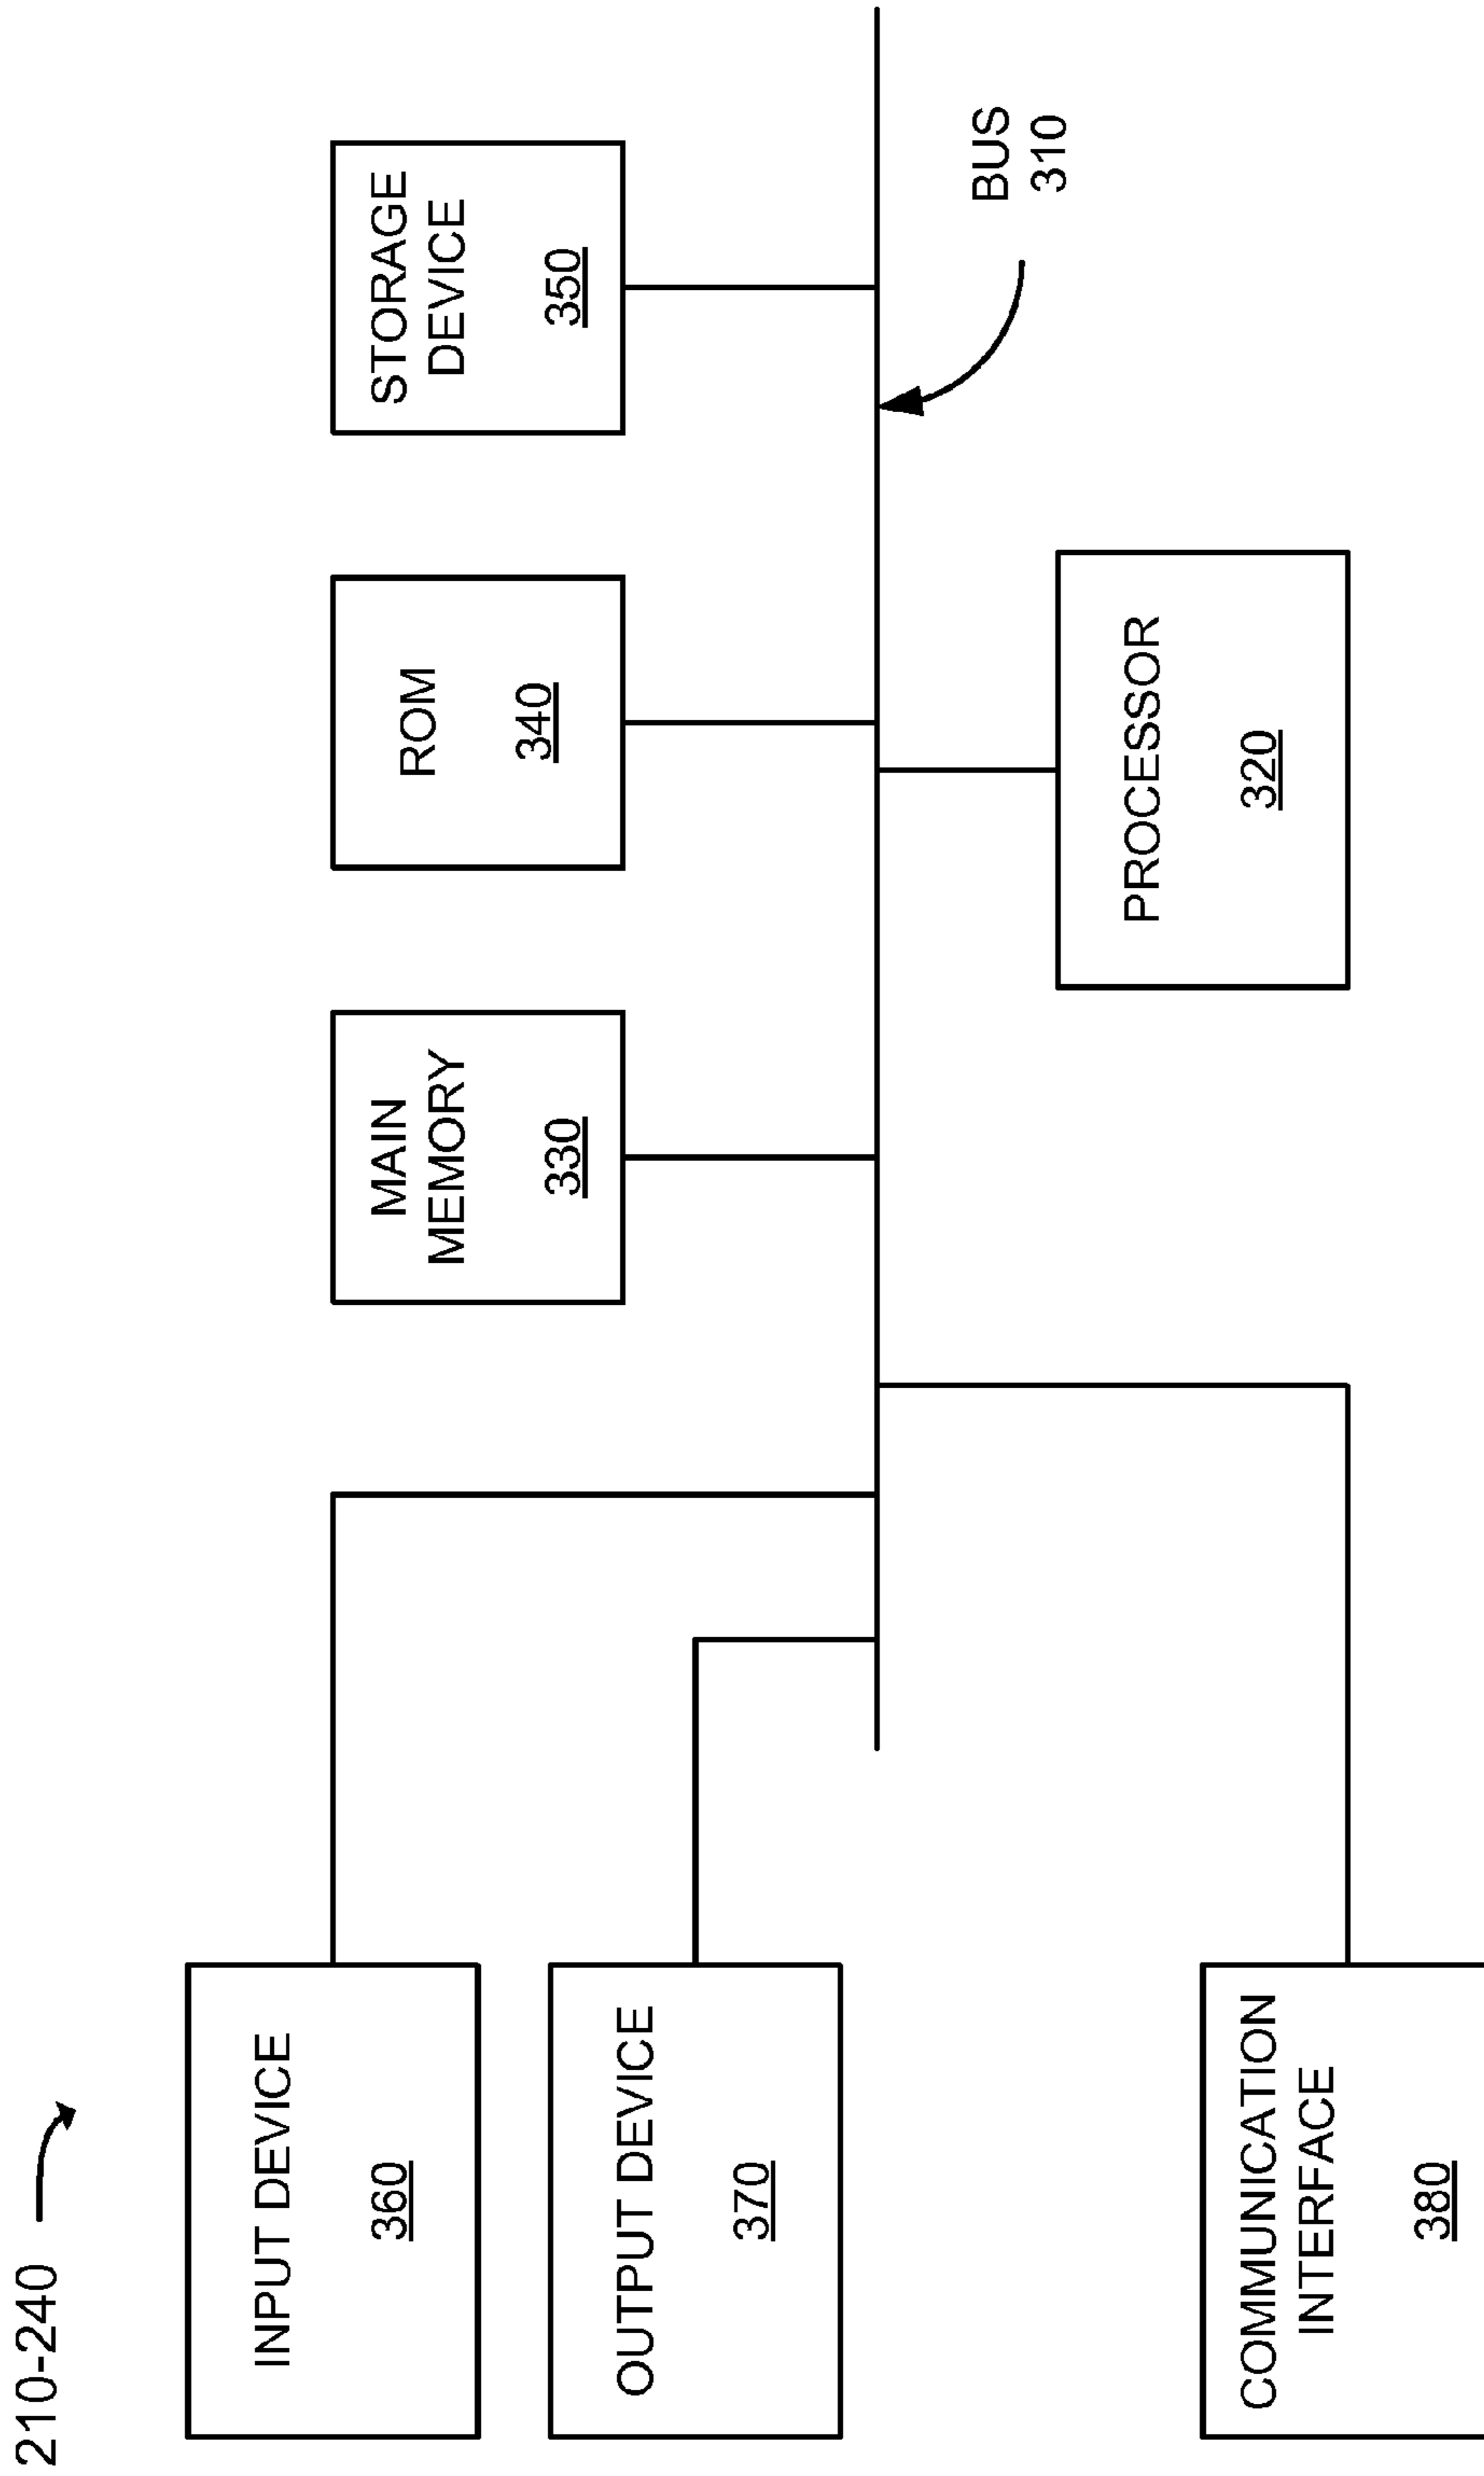 210-240
INPUT DEVICE
360
MAIN
MEMORY
330
ROM
340
STORAGE
DEVICE
350
OUTPUT DEVICE
370
BUS
310
PROCESSOR
320
COMMUNICATION
INTERFACE
380